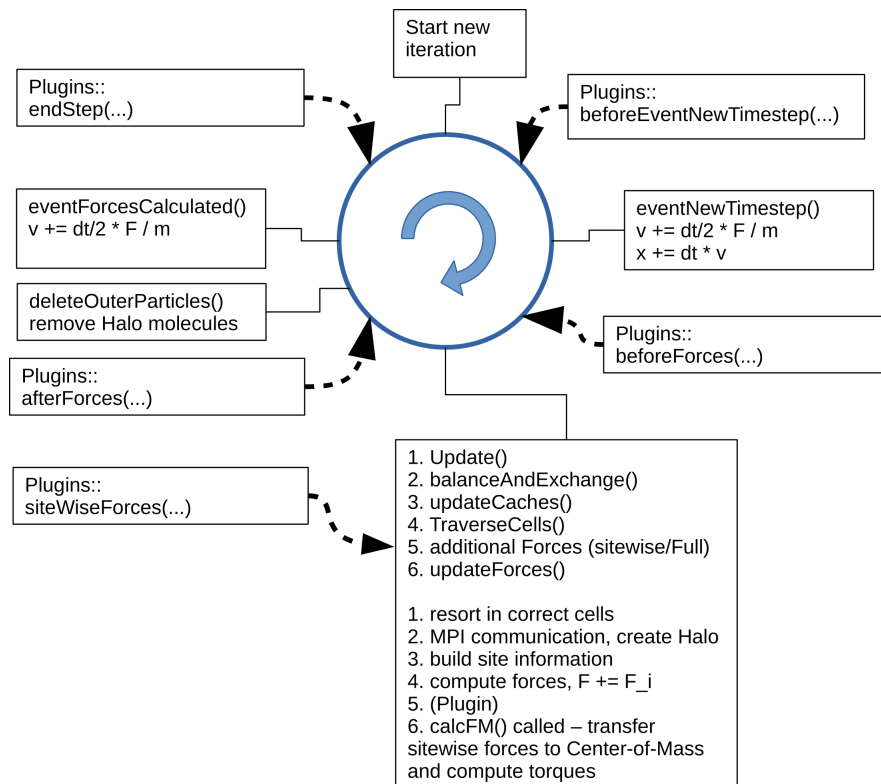 Start new
iteration
Plugins::
endStep(...)
Plugins::
beforeEventNewTimestep(...)
eventForcesCalculated()
v += dt/2 * F / m
eventNewTimestep()
v += dt/2 * F / m
x += dt * v
deleteOuterParticles()
remove Halo molecules
Plugins::
beforeForces(...)
Plugins::
afterForces(...)
Plugins::
siteWiseForces(...)
1. Update()
2. balanceAndExchange()
3. updateCaches()
4. TraverseCells()
5. additional Forces (sitewise/Full)
6. updateForces()
1. resort in correct cells
2. MPI communication, create Halo
3. build site information
4. compute forces, F += F_i
5. (Plugin)
6. calcFM() called – transfer
sitewise forces to Center-of-Mass
and compute torques